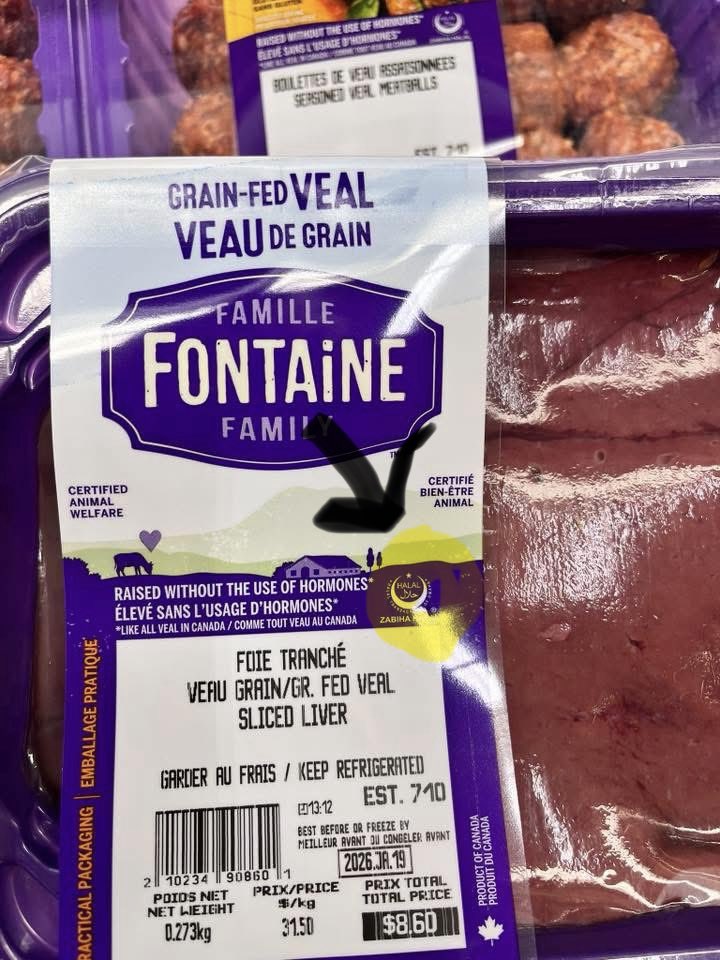 SANS GLUTEN
RAISED WITHOUT THE USE OF HORMONES*
ÉLEVÉ SANS L'USAGE D'HORMONES*
HALAL
BOULETTES DE VEAU ASSAISONNEES
SEASONED VEAL MEATBALLS
EST. 710
GRAIN-FED VEAL
VEAU DE GRAIN
FAMILLE
FONTAINE
FAMILY
TM
CERTIFIED
ANIMAL
WELFARE
CERTIFIÉ
BIEN-ÊTRE
ANIMAL
RAISED WITHOUT THE USE OF HORMONES*
ÉLEVÉ SANS L'USAGE D'HORMONES*
*LIKE ALL VEAL IN CANADA / COMME TOUT VEAU AU CANADA
HALAL
حلال
ZABIHA
FOIE TRANCHÉ
VEAU GRAIN/GR. FED VEAL
SLICED LIVER
GARDER AU FRAIS / KEEP REFRIGERATED
EST. 710
13:12
BEST BEFORE OR FREEZE BY
MEILLEUR AVANT OU CONGELER AVANT
2026.JA.19
2 10234 90860 1
POIDS NET
NET WEIGHT
0.273kg
PRIX/PRICE
$/kg
31.50
PRIX TOTAL
TOTAL PRICE
$8.60
PRACTICAL PACKAGING | EMBALLAGE PRATIQUE
PRODUCT OF CANADA
PRODUIT DU CANADA